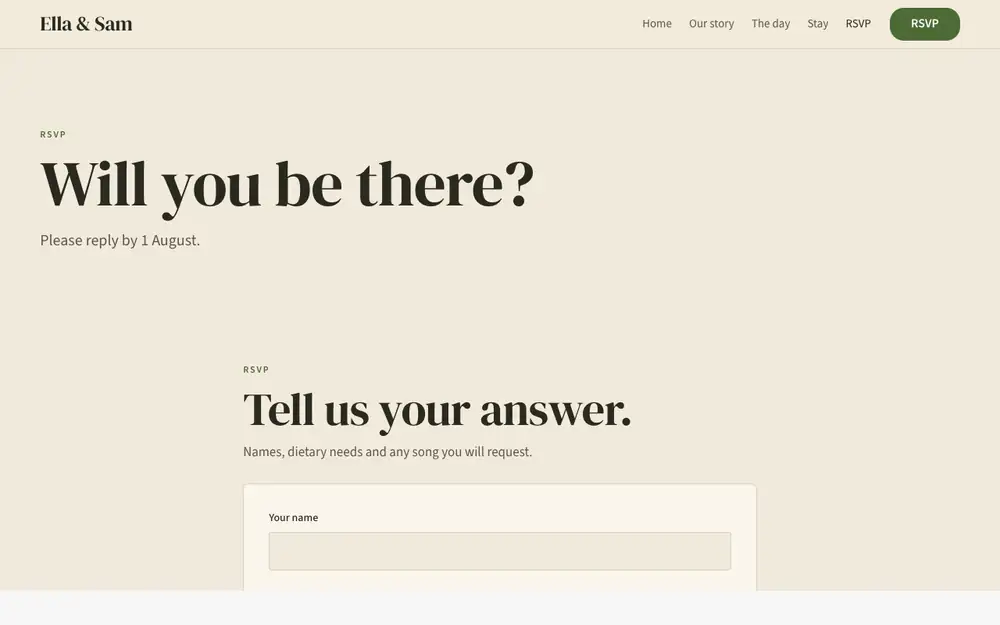 Ella & Sam
Home
Our story
The day
Stay
RSVP
RSVP
RSVP
Will you be there?
Please reply by 1 August.
RSVP
Tell us your answer.
Names, dietary needs and any song you will request.
Your name